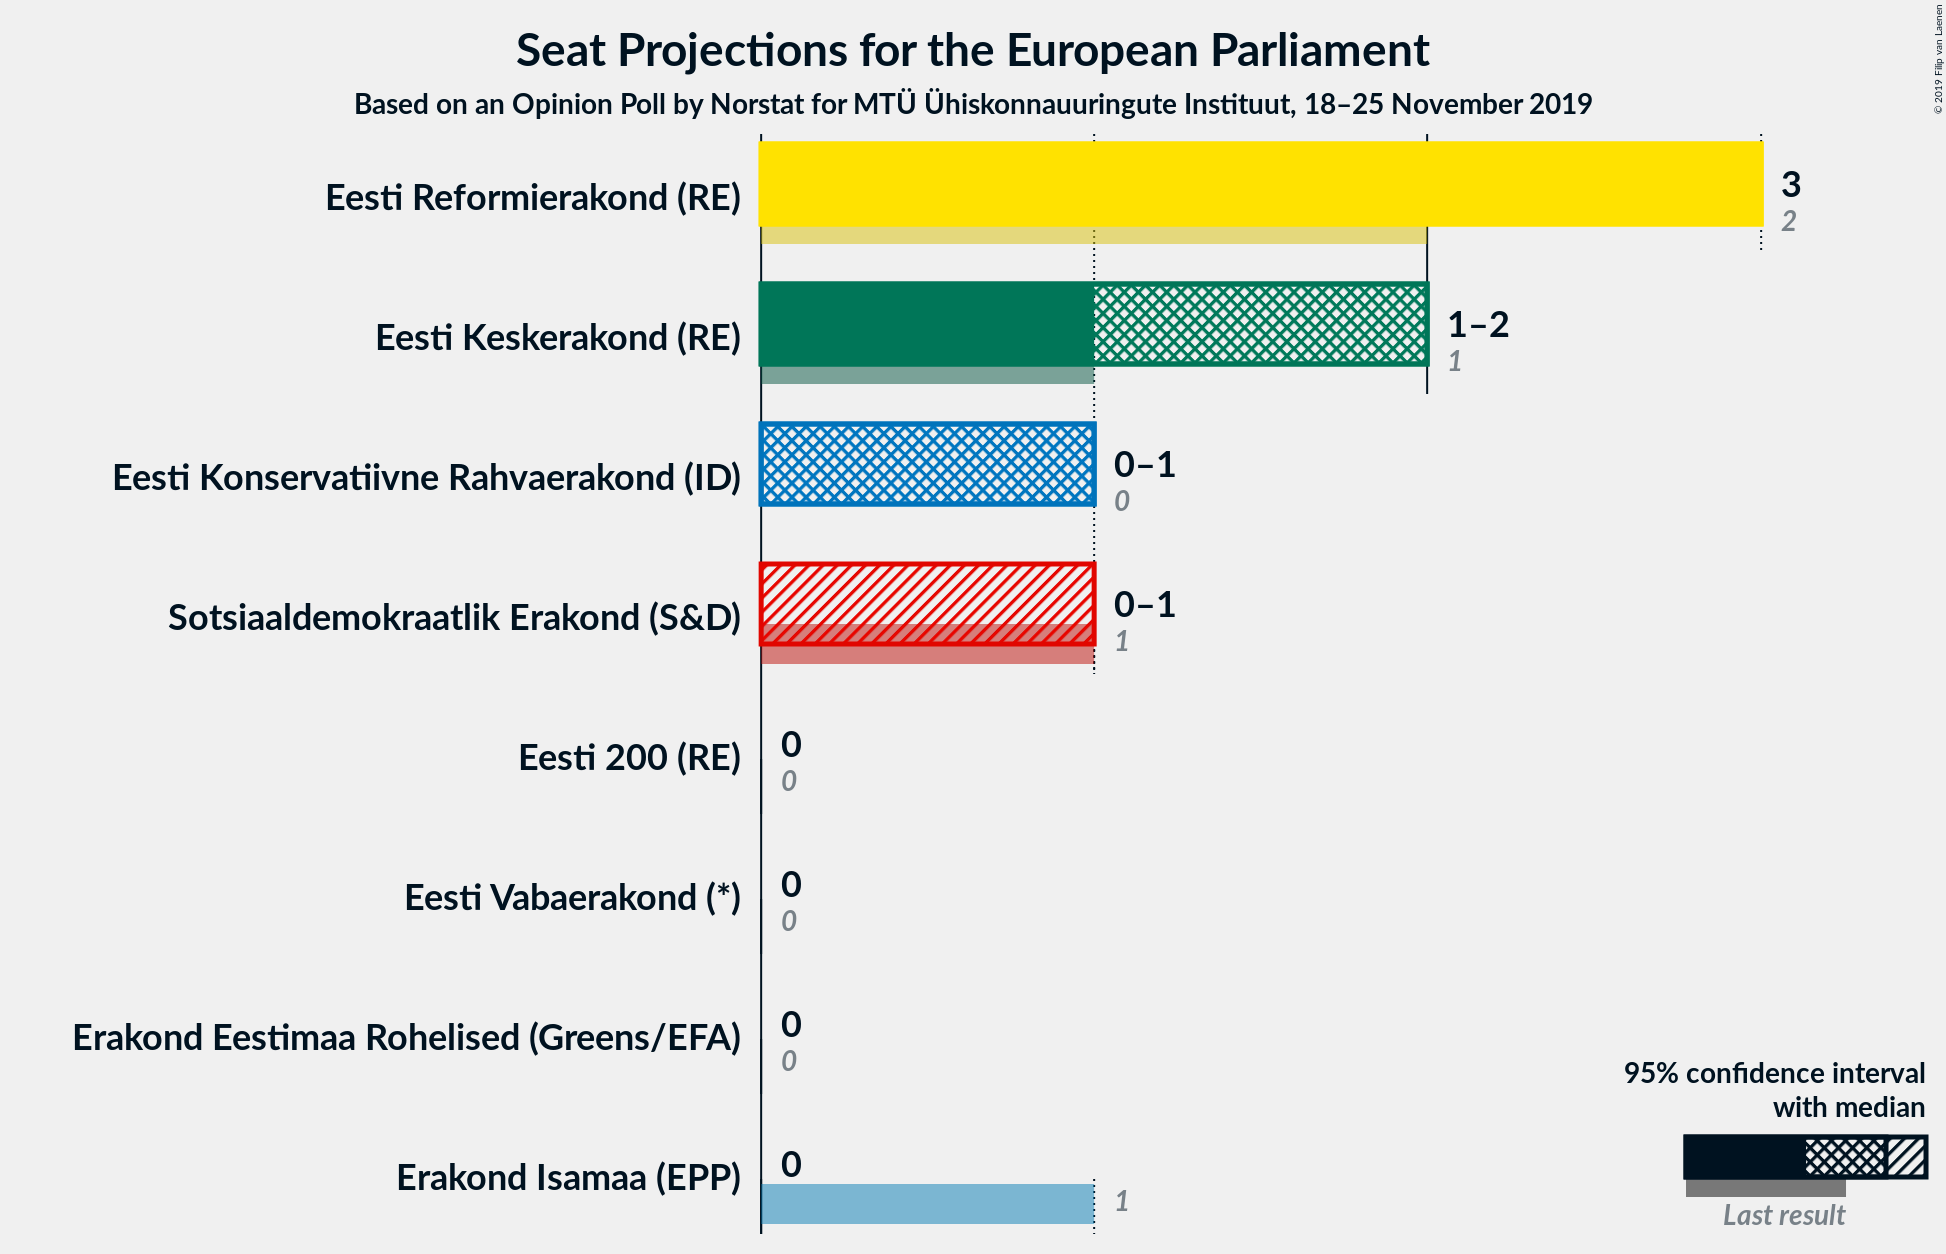 Seat Projections for the European Parliament
Based on an Opinion Poll by Norstat for MTÜ Ühiskonnauuringute Instituut, 18–25 November 2019
© 2019 Filip van Laenen
Eesti Reformierakond (RE)
3
2
Eesti Keskerakond (RE)
1–2
1
Eesti Konservatiivne Rahvaerakond (ID)
0–1
0
Sotsiaaldemokraatlik Erakond (S&D)
0–1
1
Eesti 200 (RE)
0
0
Eesti Vabaerakond (*)
0
0
Erakond Eestimaa Rohelised (Greens/EFA)
0
0
Erakond Isamaa (EPP)
0
1
95% confidence interval
with median
Last result